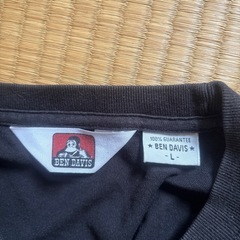 BEN DAVIS
100% GUARANTEE
★ BEN DAVIS ★
- L -